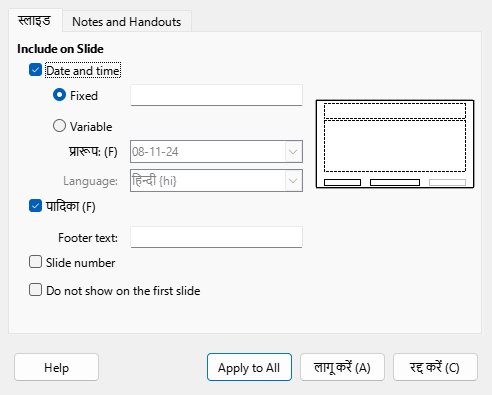 स्लाइड Notes and Handouts
Include on Slide
Date and time
Fixed
Variable
प्रारूप: (F) 08-11-24
Language: हिन्दी {hi}
पादिका (F)
Footer text:
Slide number
Do not show on the first slide
Help Apply to All लागू करें (A) रद्द करें (C)